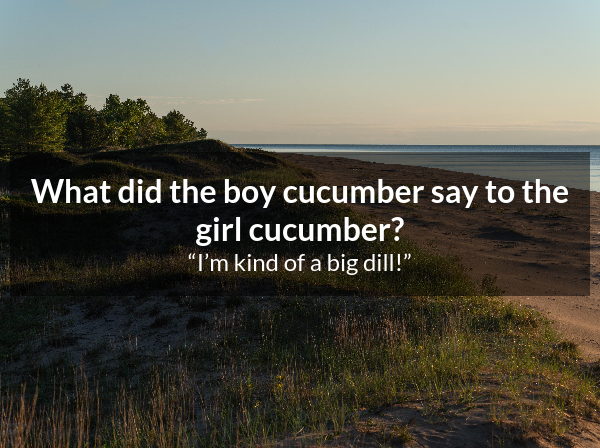 What did the boy cucumber say to the
girl cucumber?
“I’m kind of a big dill!”